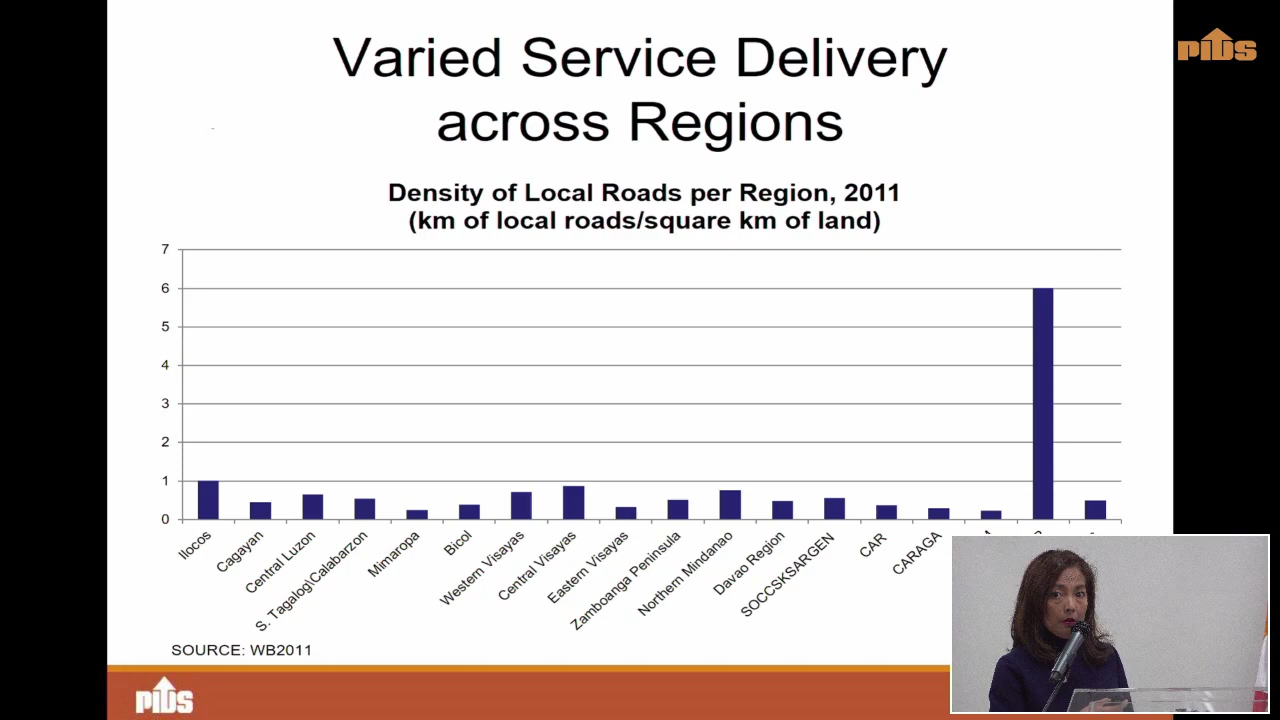 Varied Service Delivery
across Regions
Density of Local Roads per Region, 2011
(km of local roads/square km of land)
7
6
5
4
3
2
1
0
Ilocos
Cagayan
Central Luzon
S. Tagalog\Calabarzon
Mimaropa
Bicol
Western Visayas
Central Visayas
Eastern Visayas
Zamboanga Peninsula
Northern Mindanao
Davao Region
SOCCSKSARGEN
CAR
CARAGA
SOURCE: WB2011
PIDS
PIDS